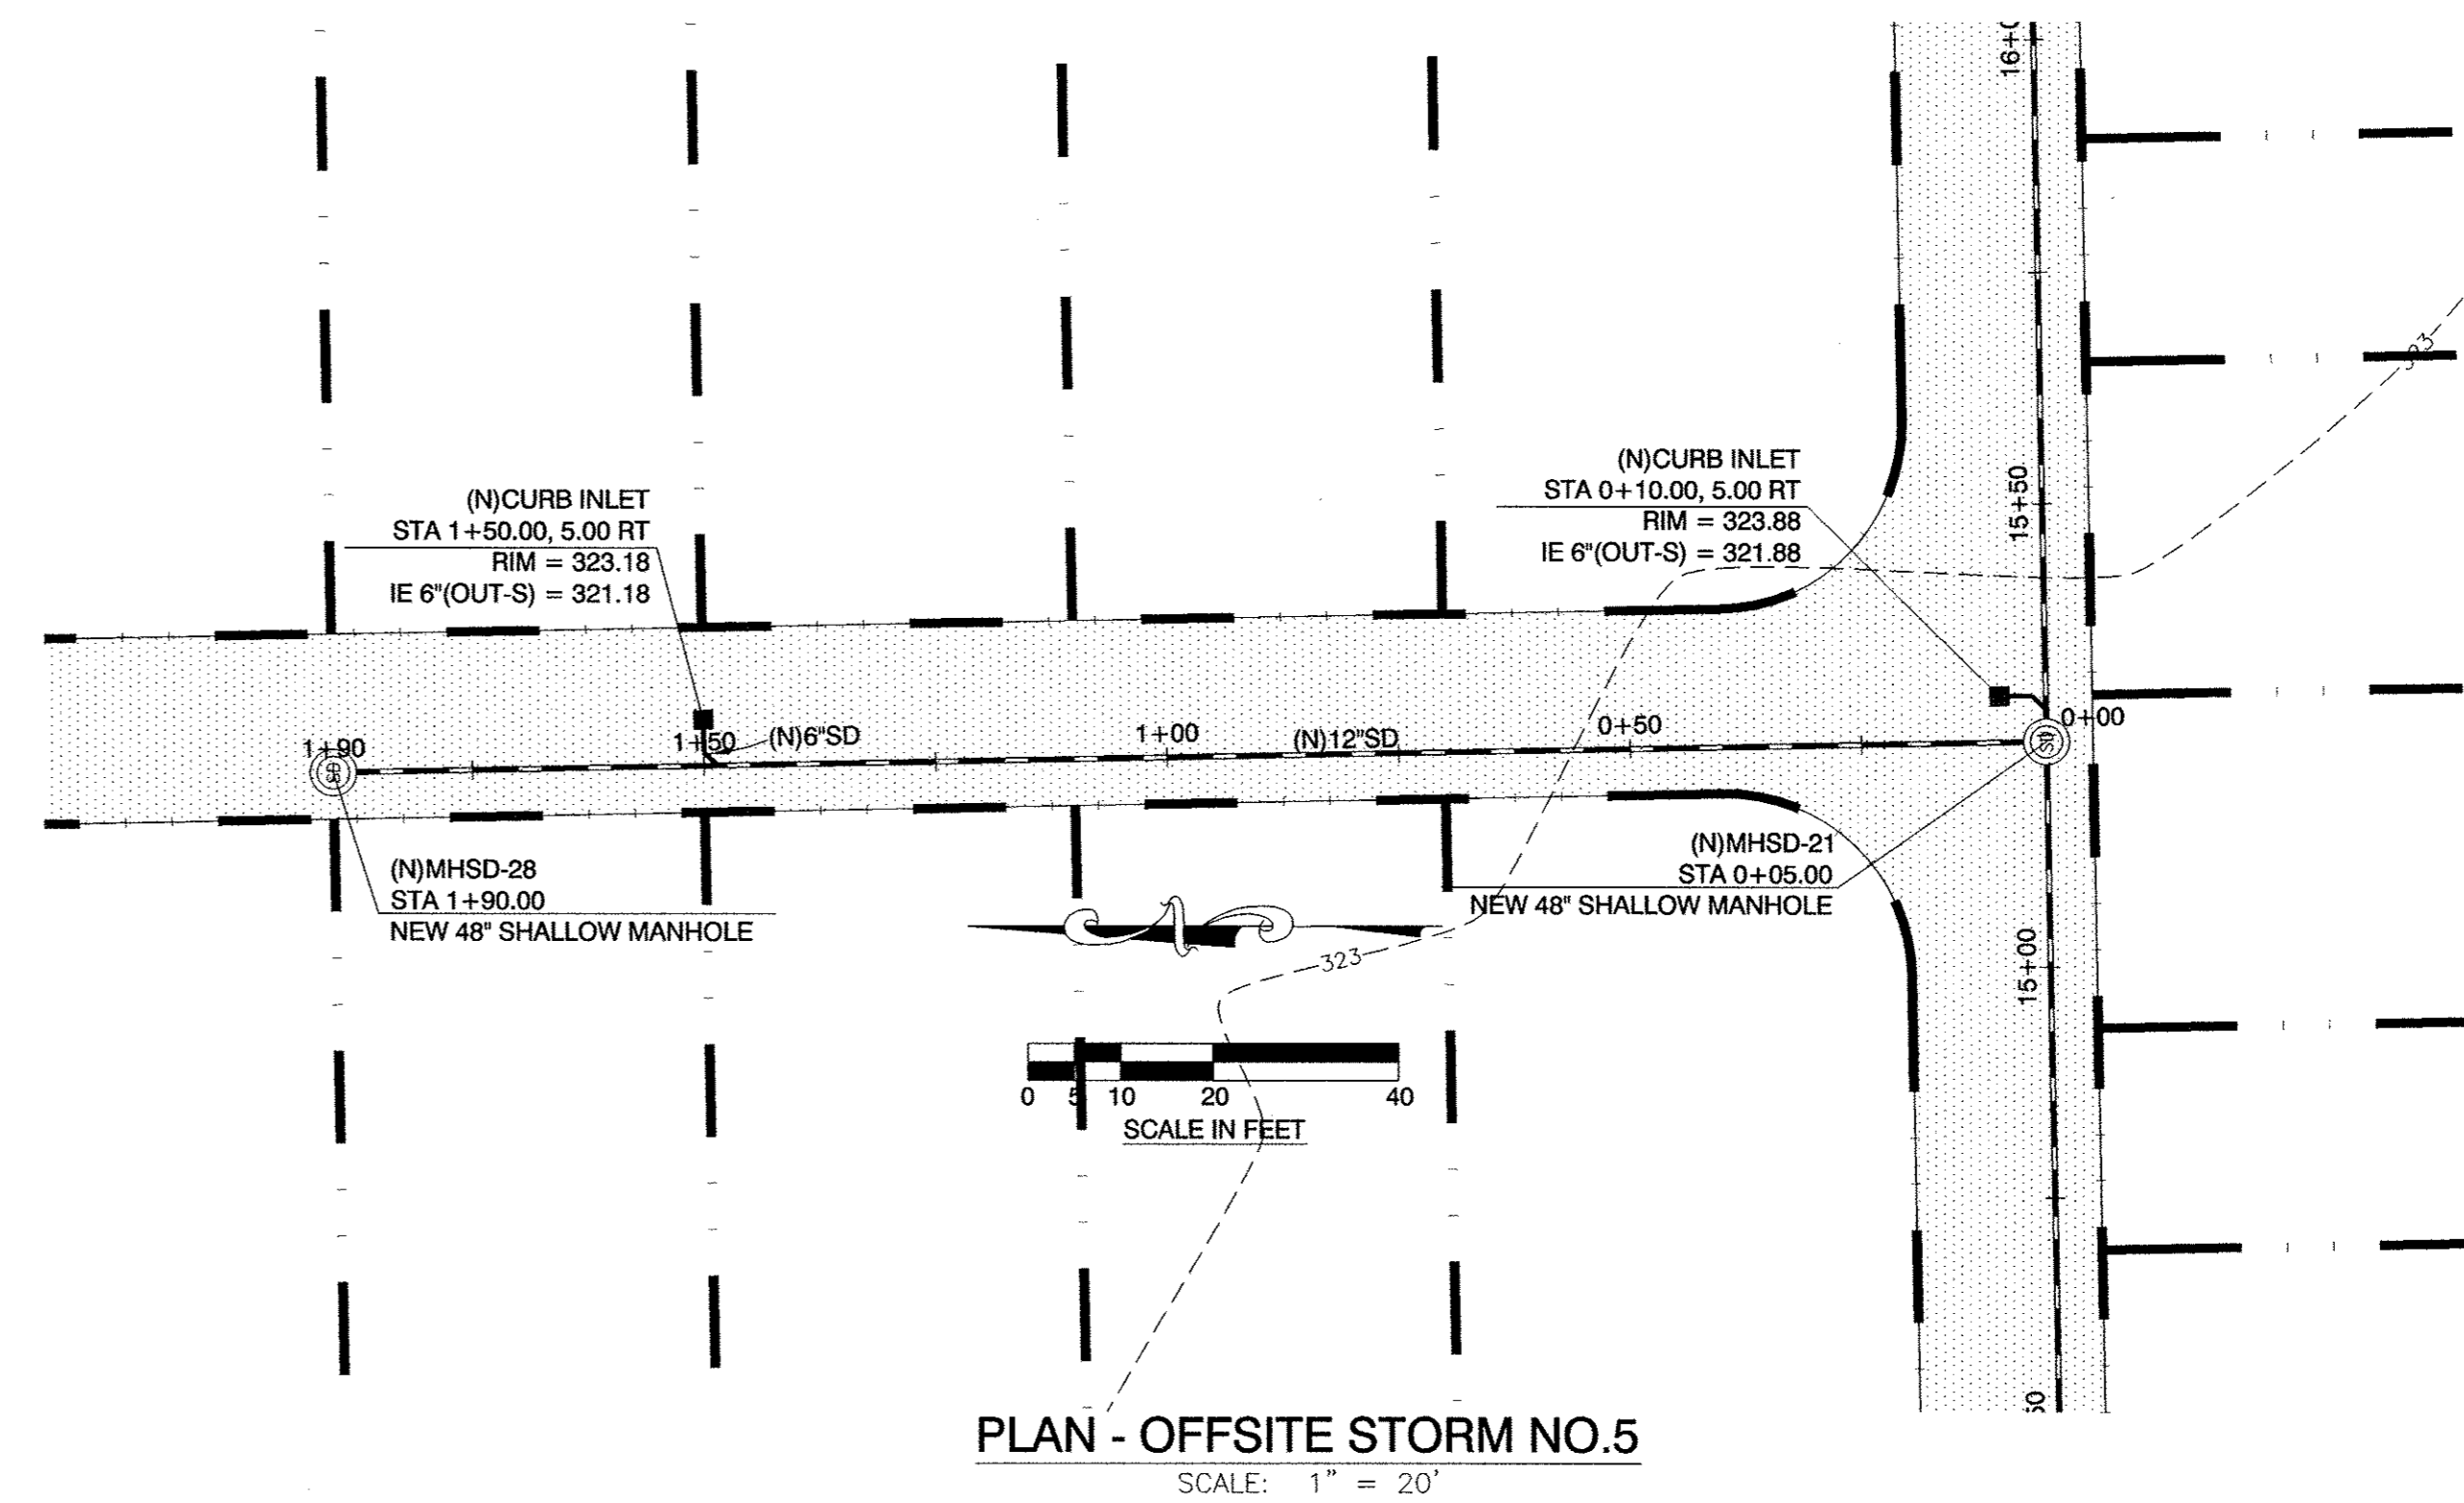 16+0
323
(N)CURB INLET
STA 0+10.00, 5.00 RT
RIM = 323.88
IE 6"(OUT-S) = 321.88
15+50
(N)CURB INLET
STA 1+50.00, 5.00 RT
RIM = 323.18
IE 6"(OUT-S) = 321.18
1+90
1+50
(N)6"SD
1+00
(N)12"SD
0+50
0+00
SD
SD
(N)MHSD-28
STA 1+90.00
NEW 48" SHALLOW MANHOLE
(N)MHSD-21
STA 0+05.00
NEW 48" SHALLOW MANHOLE
323
15+00
0 5 10 20 40
SCALE IN FEET
50
PLAN - OFFSITE STORM NO.5
SCALE: 1" = 20'